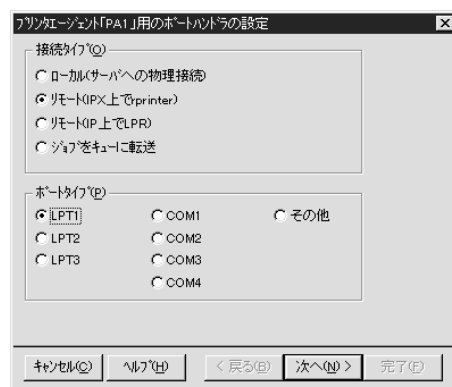 プリンタエージェント「PA1」用のポートハンドラの設定
接続タイプ(O)
ローカル(サーバへの物理接続)
リモート(IPX上でrprinter)
リモート(IP上でLPR)
ジョブをキューに転送
ポートタイプ(P)
LPT1 COM1 その他
LPT2 COM2
LPT3 COM3
COM4
キャンセル(C) ヘルプ(H) < 戻る(B) 次へ(N) > 完了(F)